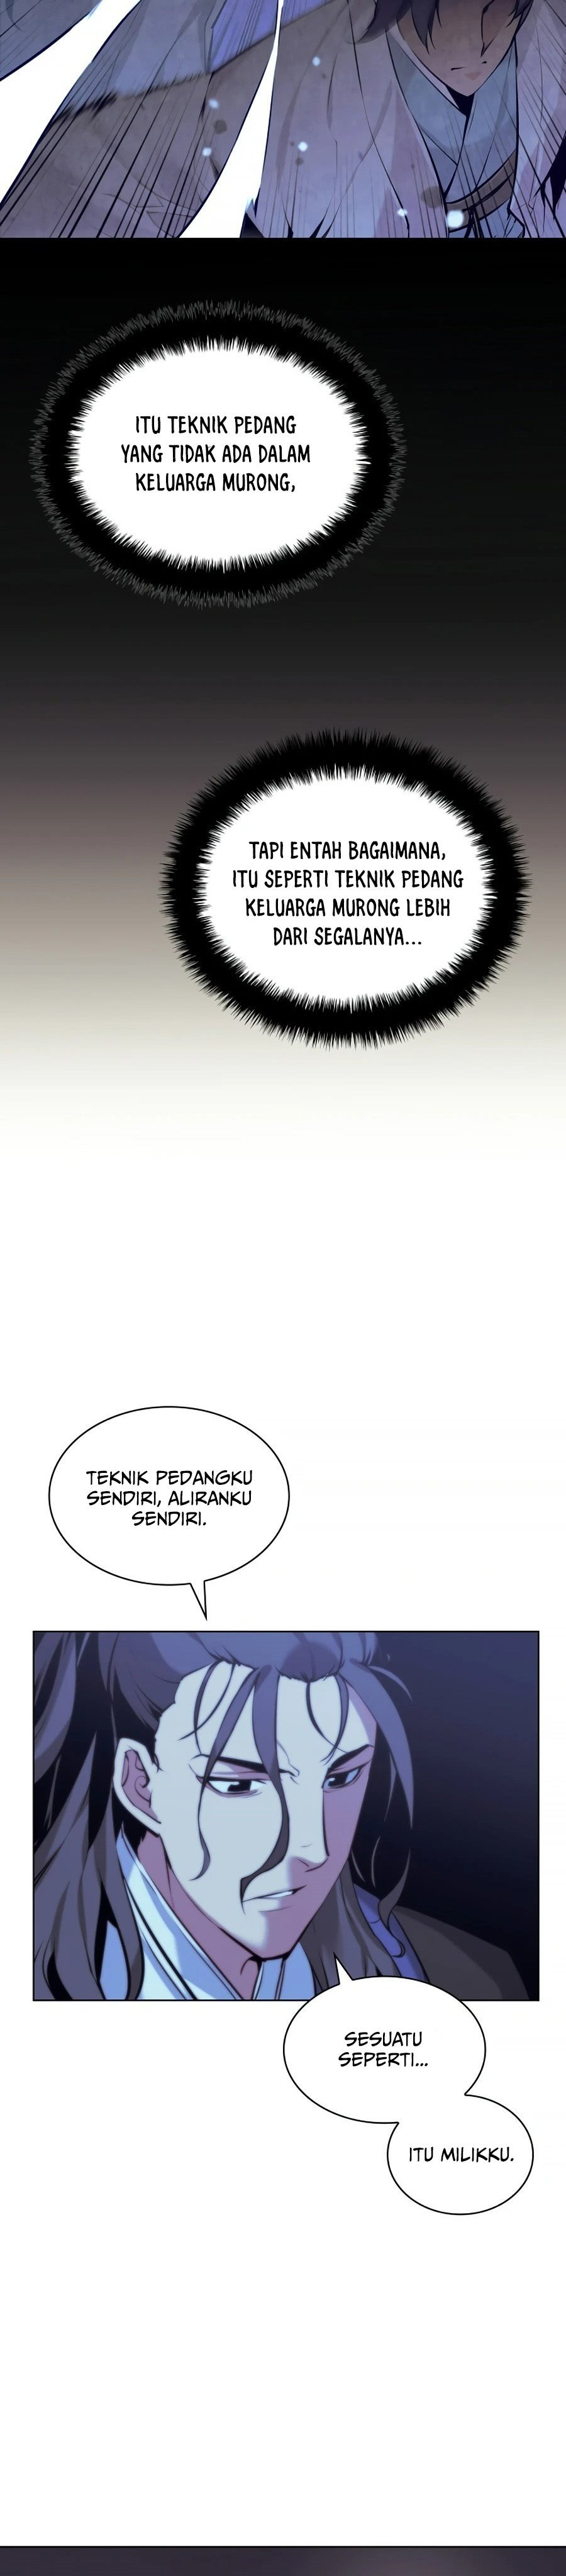 ITU TEKNIK PEDANG
YANG TIDAK ADA DALAM
KELUARGA MURONG,
TAPI ENTAH BAGAIMANA,
ITU SEPERTI TEKNIK PEDANG
KELUARGA MURONG LEBIH
DARI SEGALANYA...
TEKNIK PEDANGKU
SENDIRI, ALIRANKU
SENDIRI.
SESUATU
SEPERTI...
ITU MILIKKU.